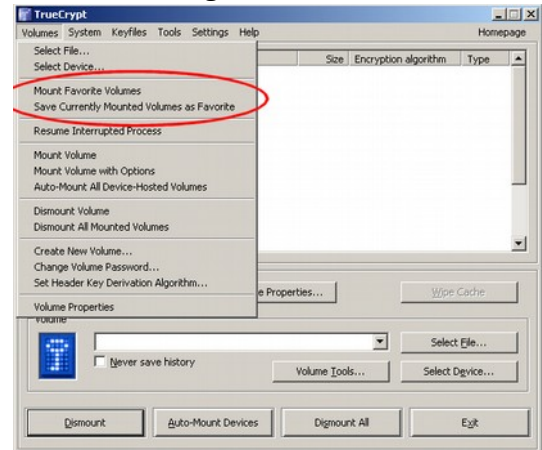 TrueCrypt
Volumes System Keyfiles Tools Settings Help Homepage
Select File...
Select Device...
Size Encryption algorithm Type
Mount Favorite Volumes
Save Currently Mounted Volumes as Favorite
Resume Interrupted Process
Mount Volume
Mount Volume with Options
Auto-Mount All Device-Hosted Volumes
Dismount Volume
Dismount All Mounted Volumes
Create New Volume...
Change Volume Password...
Set Header Key Derivation Algorithm...
Volume Properties
e Properties...
Wipe Cache
Volume
Select File...
Never save history
Volume Tools...
Select Device...
Dismount
Auto-Mount Devices
Dismount All
Exit